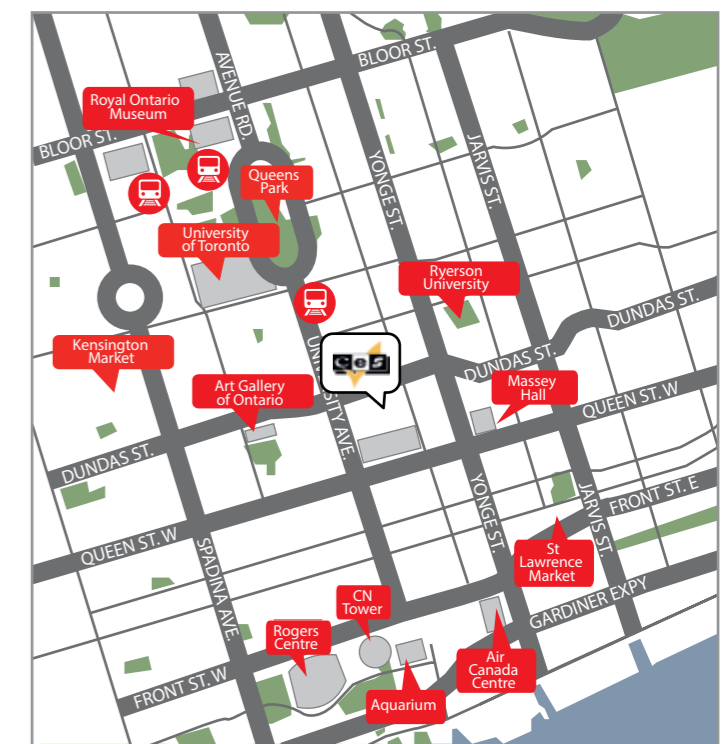 BLOOR ST.
AVENUE RD.
Royal Ontario
Museum
BLOOR ST.
JARVIS ST.
YONGE ST.
Queens
Park
University
of Toronto
Ryerson
University
DUNDAS ST.
Kensington
Market
UNIVERSITY AVE.
ces
DUNDAS ST.
Art Gallery
of Ontario
Massey
Hall
QUEEN ST. W
DUNDAS ST.
FRONT ST. E
YONGE ST.
JARVIS ST.
QUEEN ST. W
SPADINA AVE.
St
Lawrence
Market
GARDINER EXPY
CN
Tower
Rogers
Centre
Air
Canada
Centre
FRONT ST. W
Aquarium